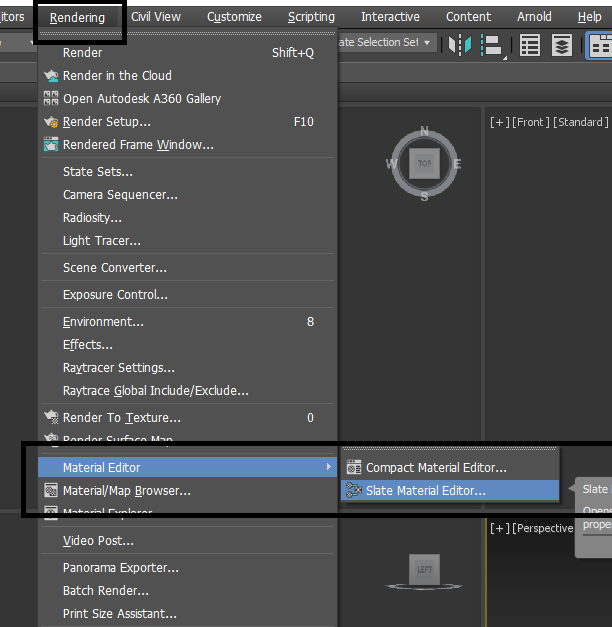 itors Rendering Civil View Customize Scripting Interactive Content Arnold Help
Render Shift+Q
ate Selection Set
Render in the Cloud
Open Autodesk A360 Gallery
Render Setup... F10
[+] [Front] [Standard]
Rendered Frame Window...
N
W TOP E
S
State Sets...
Camera Sequencer...
Radiosity...
Light Tracer...
Scene Converter...
Exposure Control...
Environment... 8
Effects...
Raytracer Settings...
Raytrace Global Include/Exclude...
Render To Texture... 0
Render Surface Map
Material Editor
Compact Material Editor...
Material/Map Browser...
Slate Material Editor...
Slate
Material Explorer
Opens
prope
[+] [Perspective
Video Post...
Panorama Exporter...
LEFT
Batch Render...
Print Size Assistant...